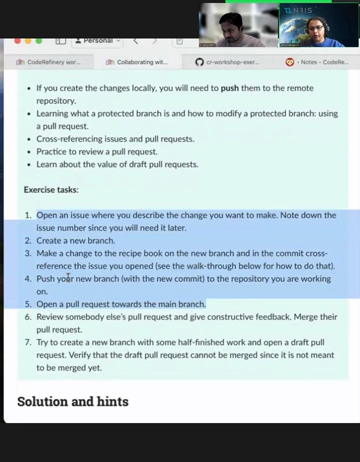 NRIS
Personal
CodeRefinery wor...
Collaborating wit...
cr-workshop-exer...
- Notes - CodeRe...
• If you create the changes locally, you will need to push them to the remote
repository.
• Learning what a protected branch is and how to modify a protected branch: using
a pull request.
• Cross-referencing issues and pull requests.
• Practice to review a pull request.
• Learn about the value of draft pull requests.
Exercise tasks:
1. Open an issue where you describe the change you want to make. Note down the
issue number since you will need it later.
2. Create a new branch.
3. Make a change to the recipe book on the new branch and in the commit cross-
reference the issue you opened (see the walk-through below for how to do that).
4. Push your new branch (with the new commit) to the repository you are working
on.
5. Open a pull request towards the main branch.
6. Review somebody else's pull request and give constructive feedback. Merge their
pull request.
7. Try to create a new branch with some half-finished work and open a draft pull
request. Verify that the draft pull request cannot be merged since it is not meant
to be merged yet.
Solution and hints